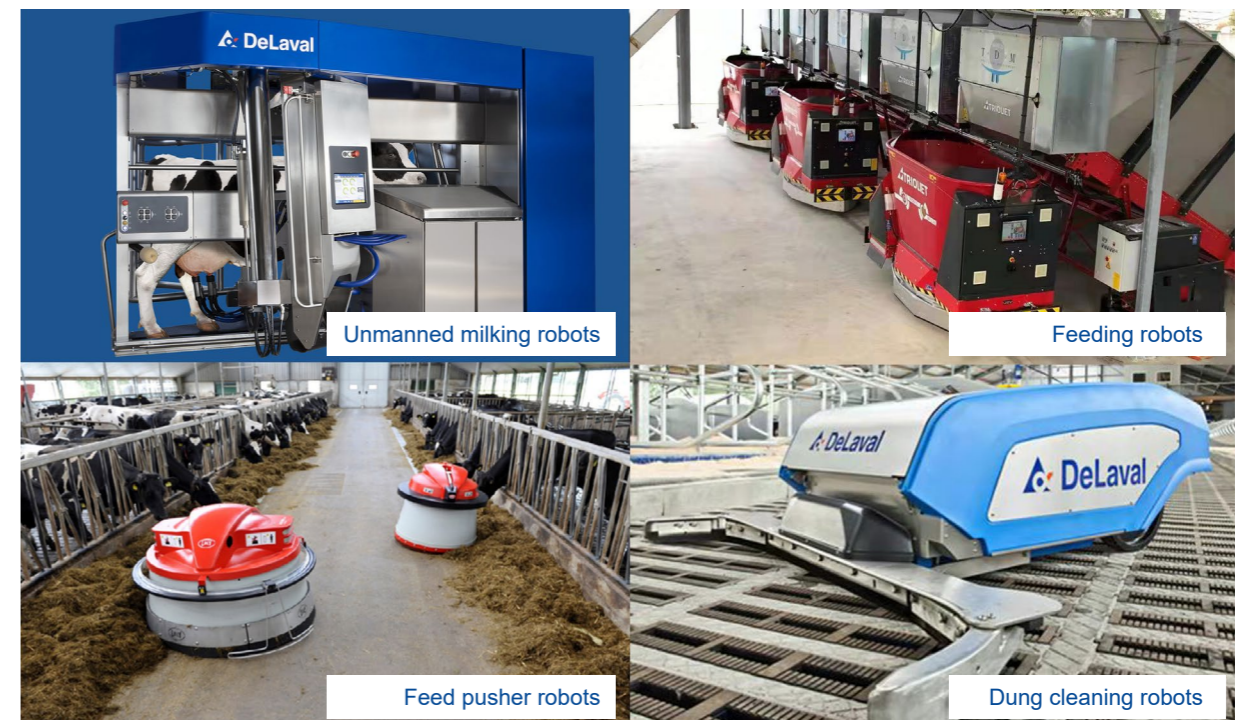 DeLaval
Unmanned milking robots
T D M
TRIOLIET
TRIOLIET
Feeding robots
Feed pusher robots
DeLaval
DeLaval
Dung cleaning robots